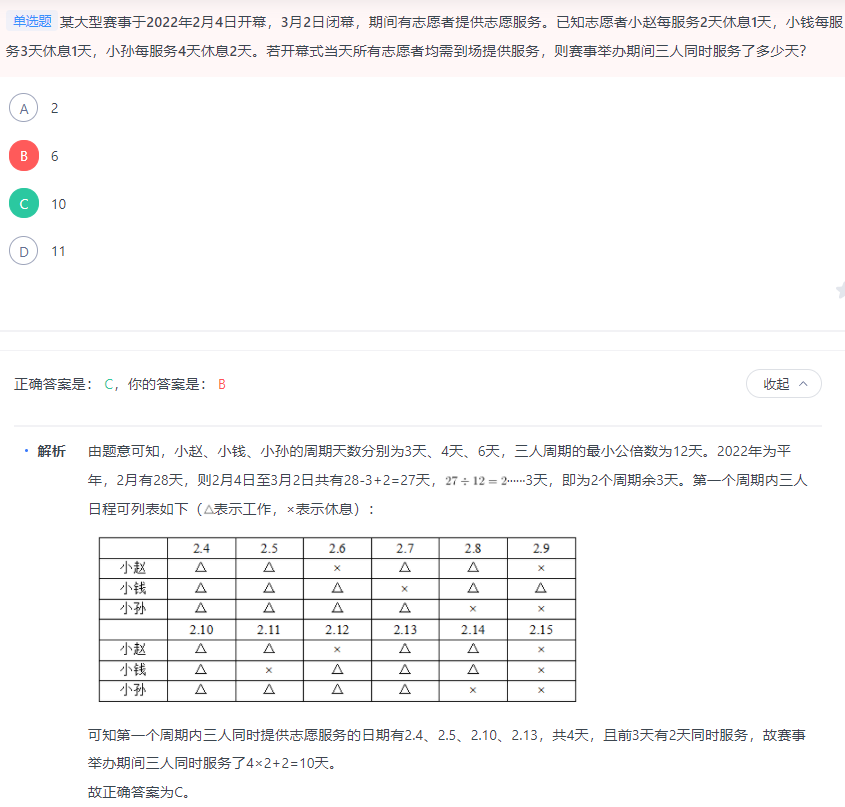 单选题 某大型赛事于2022年2月4日开幕，3月2日闭幕，期间有志愿者提供志愿服务。已知志愿者小赵每服务2天休息1天，小钱每服
务3天休息1天，小孙每服务4天休息2天。若开幕式当天所有志愿者均需到场提供服务，则赛事举办期间三人同时服务了多少天？
A 2
B 6
C 10
D 11
正确答案是： C，你的答案是： B
收起
· 解析 由题意可知，小赵、小钱、小孙的周期天数分别为3天、4天、6天，三人周期的最小公倍数为12天。2022年为平
年，2月有28天，则2月4日至3月2日共有28-3+2=27天，27÷12=2······3天，即为2个周期余3天。第一个周期内三人
日程可列表如下（△表示工作，×表示休息）：
2.4 2.5 2.6 2.7 2.8 2.9
小赵 △ △ × △ △ ×
小钱 △ △ △ × △ △
小孙 △ △ △ △ × ×
2.10 2.11 2.12 2.13 2.14 2.15
小赵 △ △ × △ △ ×
小钱 △ × △ △ △ ×
小孙 △ △ △ △ × ×
可知第一个周期内三人同时提供志愿服务的日期有2.4、2.5、2.10、2.13，共4天，且前3天有2天同时服务，故赛事
举办期间三人同时服务了4×2+2=10天。
故正确答案为C。